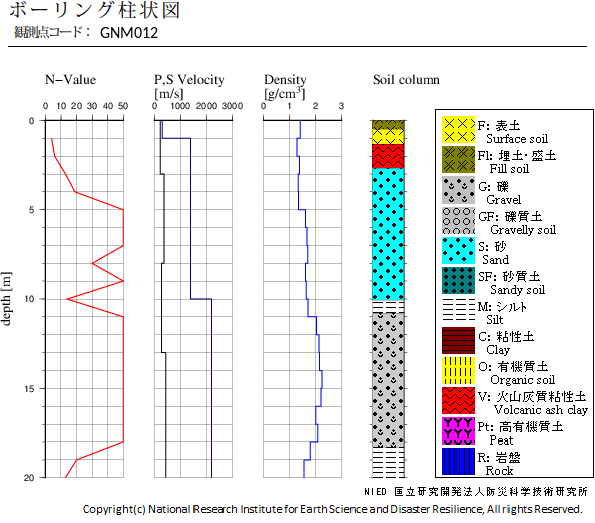 ボーリング柱状図
観測点コード： GNM012
N−Value P,S Velocity Density Soil column
[m/s] [g/cm³]
0 10 20 30 40 50 0 1000 2000 3000 0 1 2 3
0
5
10
15
20
depth [m]
F: 表土
Surface soil
Fl: 埋土・盛土
Fill soil
G: 礫
Gravel
GF: 礫質土
Gravelly soil
S: 砂
Sand
SF: 砂質土
Sandy soil
M: シルト
Silt
C: 粘性土
Clay
O: 有機質土
Organic soil
V: 火山灰質粘性土
Volcanic ash clay
Pt: 高有機質土
Peat
R: 岩盤
Rock
NIED 国立研究開発法人防災科学技術研究所
Copyright(c) National Research Institute for Earth Science and Disaster Resilience, All rights Reserved.